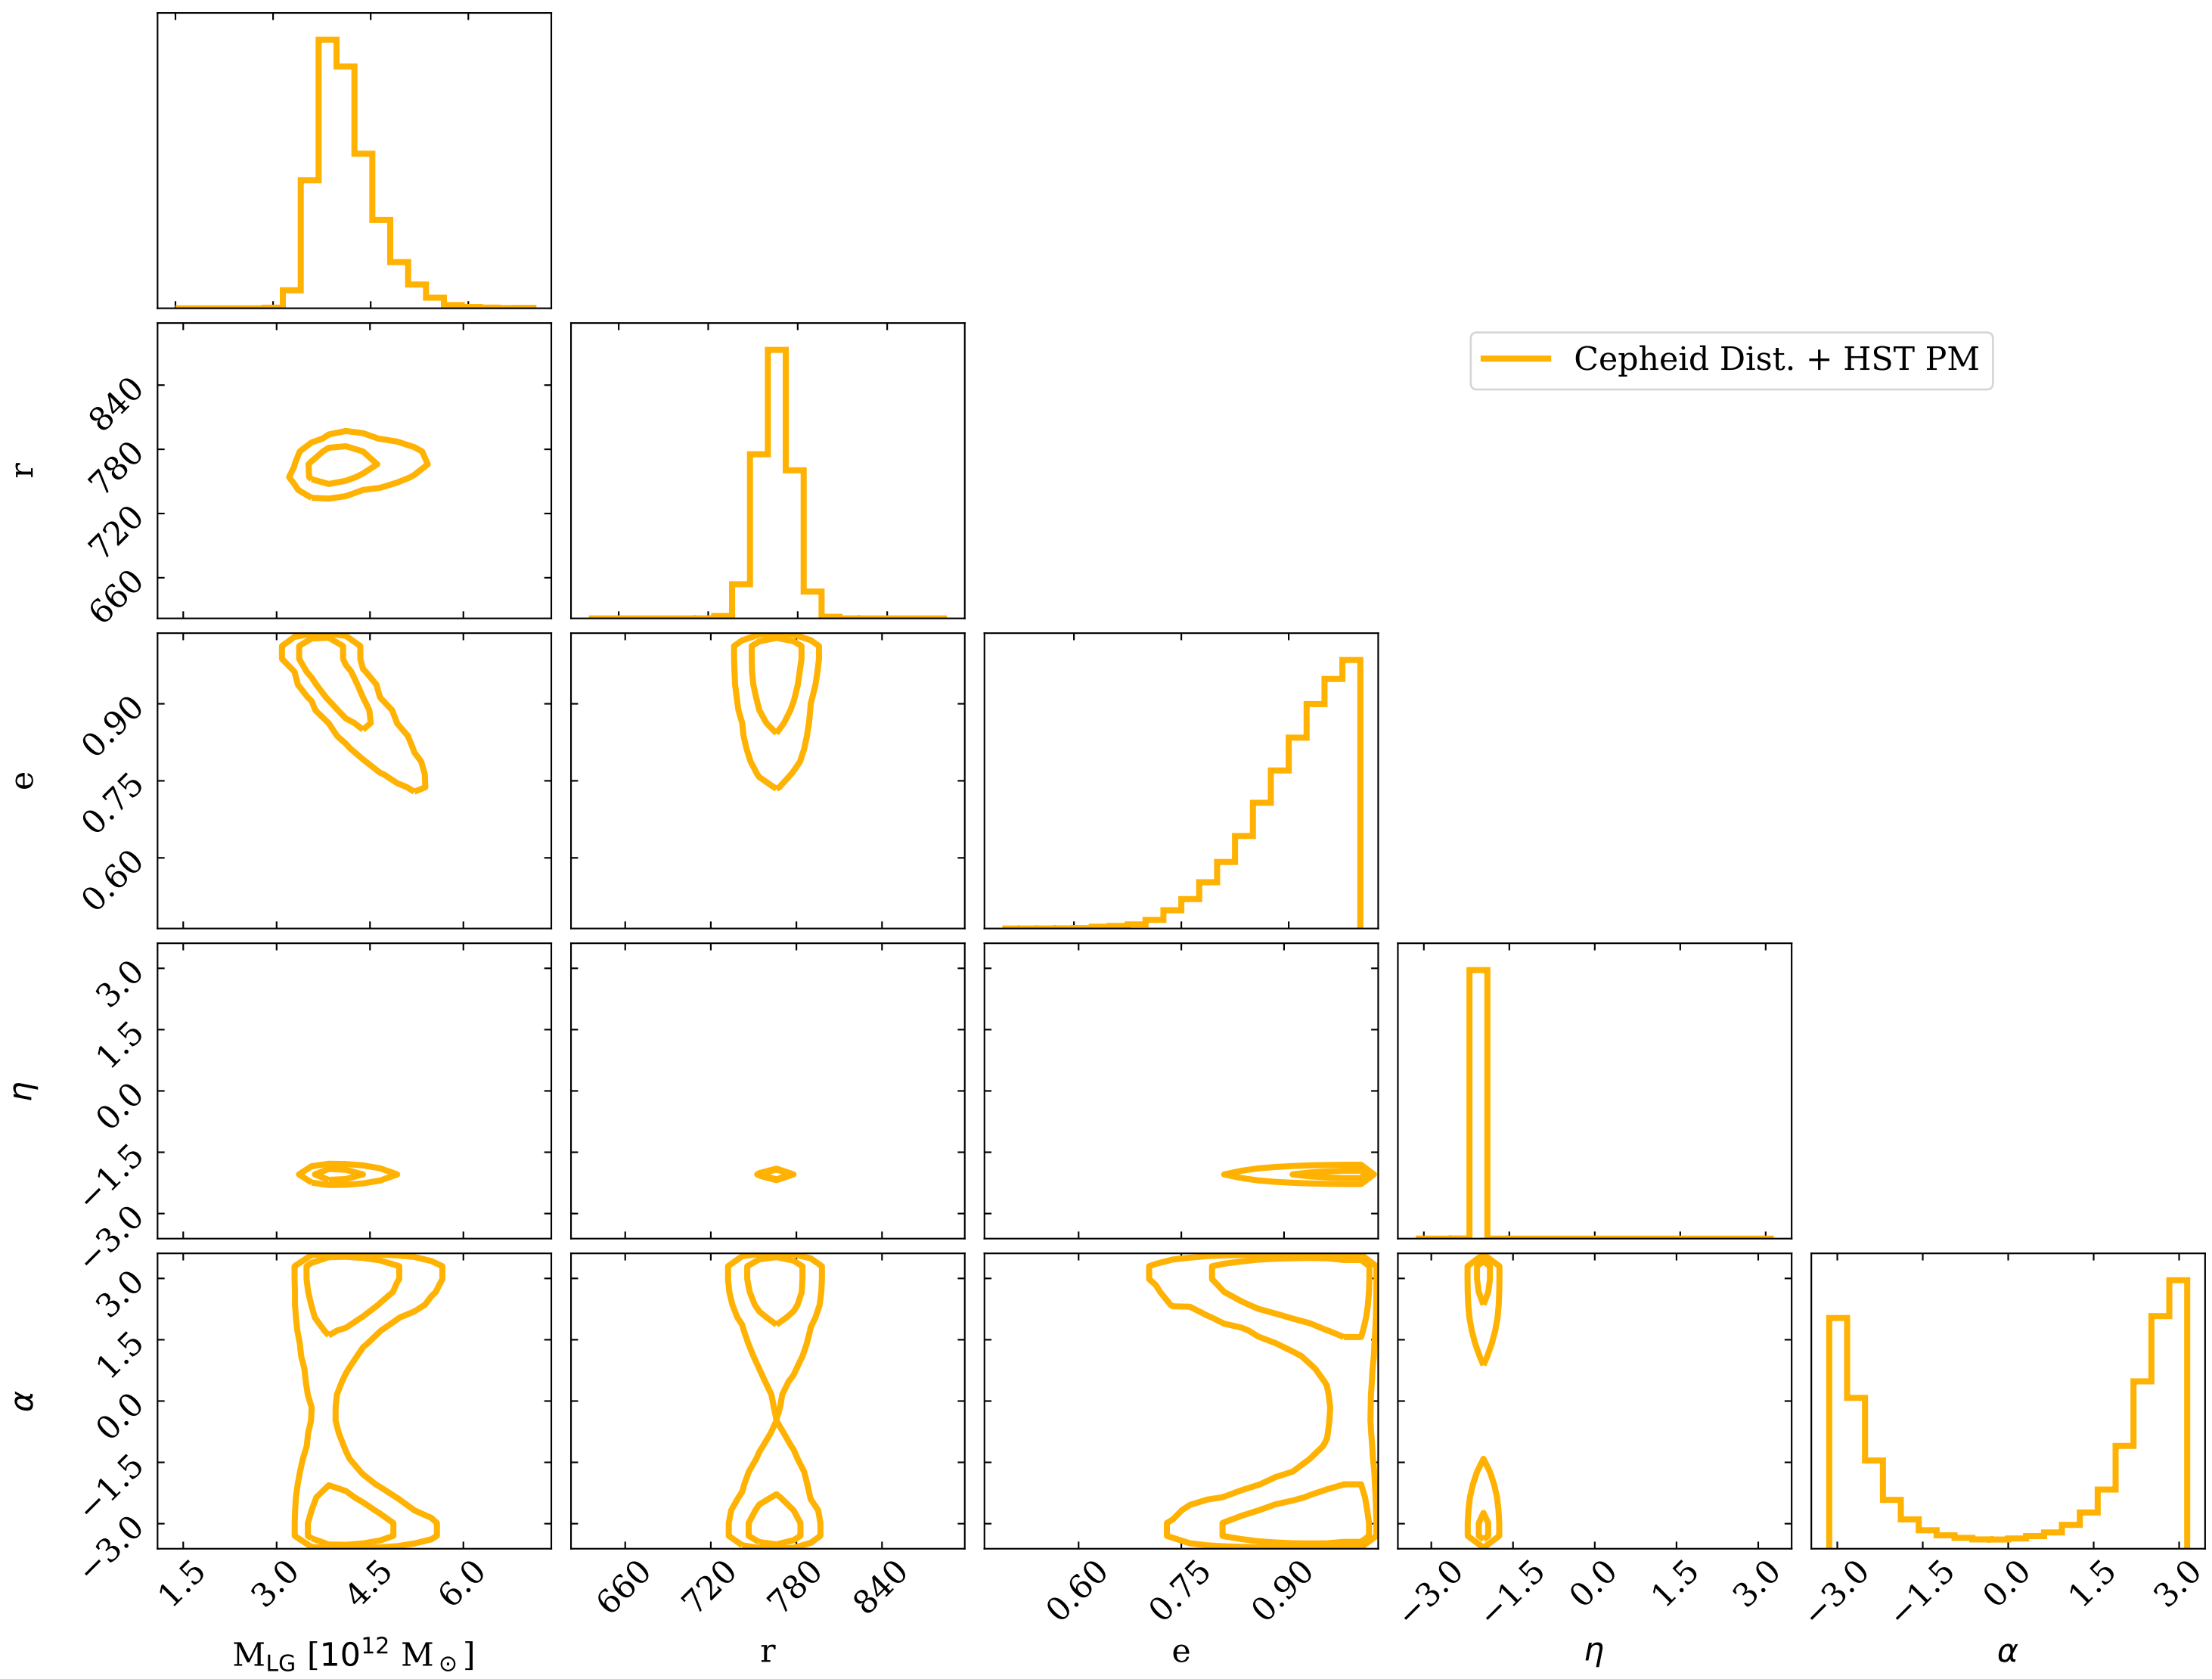 Cepheid Dist. + HST PM
r
840
780
720
660
e
0.90
0.75
0.60
η
3.0
1.5
0.0
−1.5
−3.0
α
3.0
1.5
0.0
−1.5
−3.0
1.5 3.0 4.5 6.0 660 720 780 840 0.60 0.75 0.90 −3.0 −1.5 0.0 1.5 3.0 −3.0 −1.5 0.0 1.5 3.0
M_LG [10^12 M_⊙] r e η α